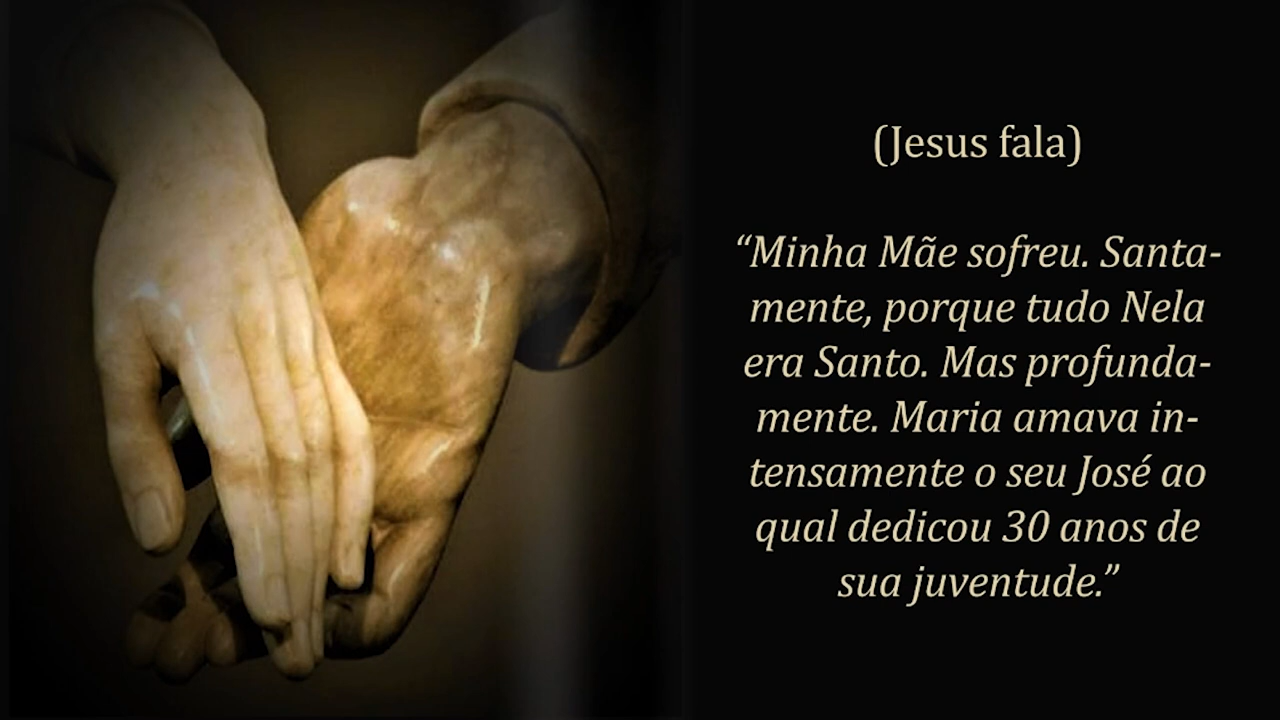 (Jesus fala)
“Minha Mãe sofreu. Santa-
mente, porque tudo Nela
era Santo. Mas profunda-
mente. Maria amava in-
tensamente o seu José ao
qual dedicou 30 anos de
sua juventude.”